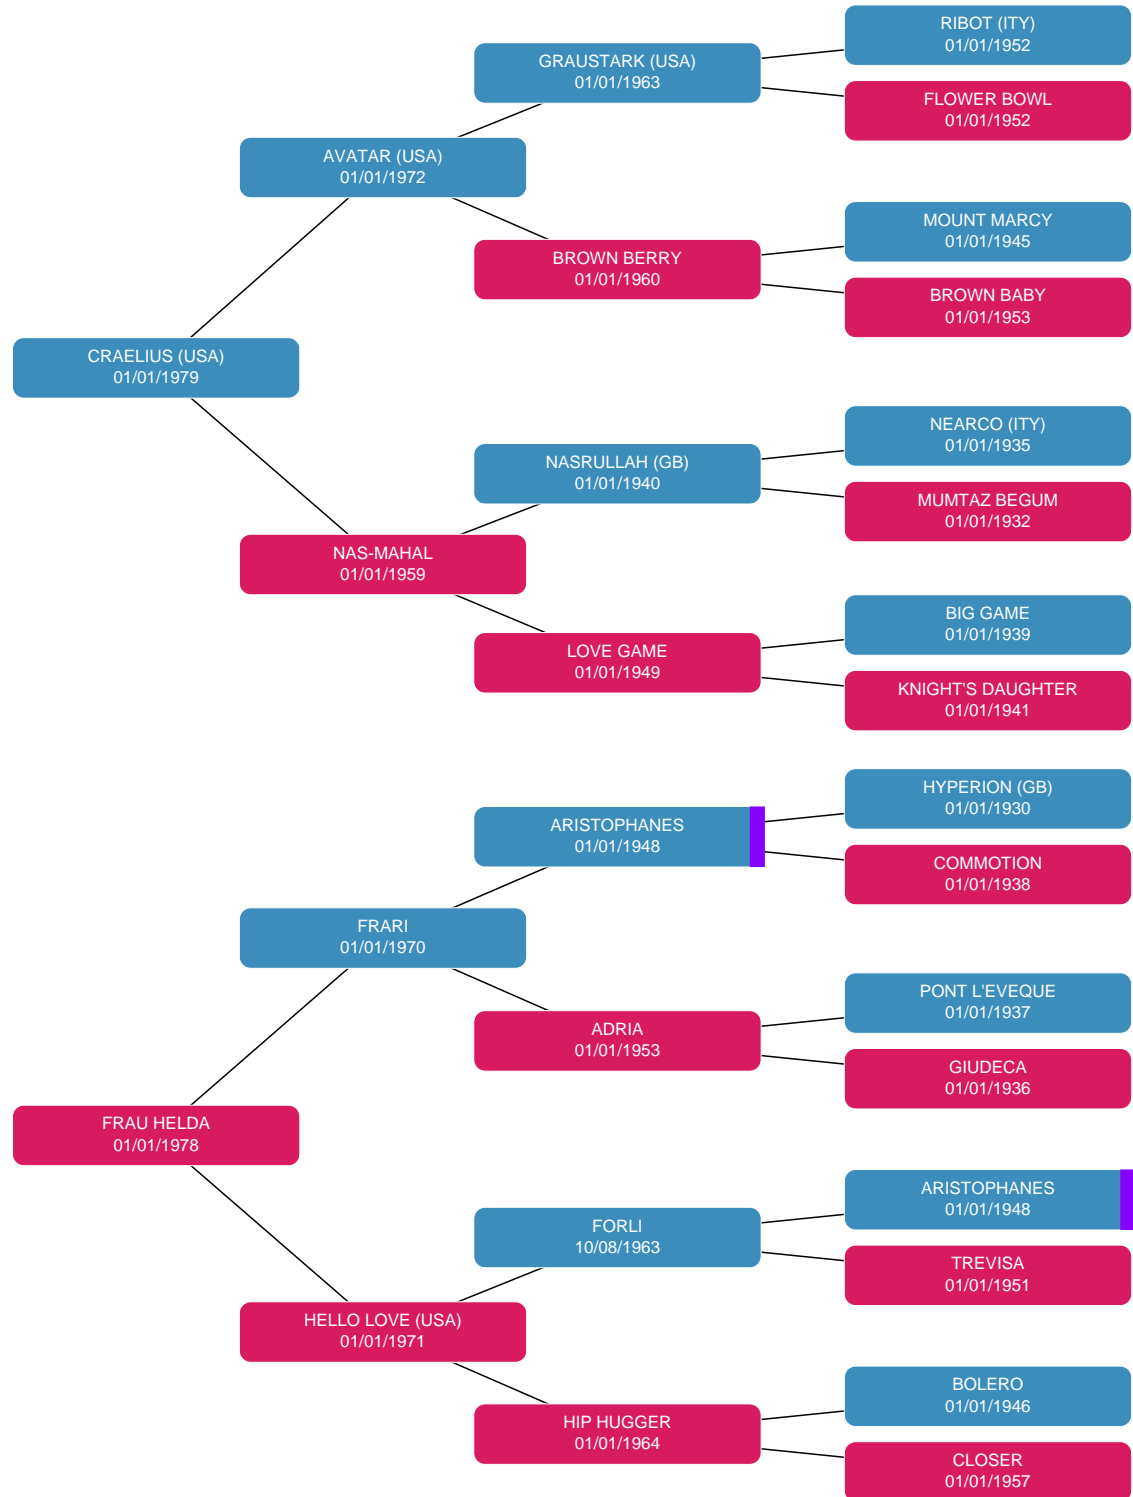 RIBOT (ITY)
01/01/1952
GRAUSTARK (USA)
01/01/1963
FLOWER BOWL
01/01/1952
AVATAR (USA)
01/01/1972
MOUNT MARCY
01/01/1945
BROWN BERRY
01/01/1960
BROWN BABY
01/01/1953
CRAELIUS (USA)
01/01/1979
NEARCO (ITY)
01/01/1935
NASRULLAH (GB)
01/01/1940
MUMTAZ BEGUM
01/01/1932
NAS-MAHAL
01/01/1959
BIG GAME
01/01/1939
LOVE GAME
01/01/1949
KNIGHT'S DAUGHTER
01/01/1941
HYPERION (GB)
01/01/1930
ARISTOPHANES
01/01/1948
COMMOTION
01/01/1938
FRARI
01/01/1970
PONT L'EVEQUE
01/01/1937
ADRIA
01/01/1953
GIUDECA
01/01/1936
FRAU HELDA
01/01/1978
ARISTOPHANES
01/01/1948
FORLI
10/08/1963
TREVISA
01/01/1951
HELLO LOVE (USA)
01/01/1971
BOLERO
01/01/1946
HIP HUGGER
01/01/1964
CLOSER
01/01/1957